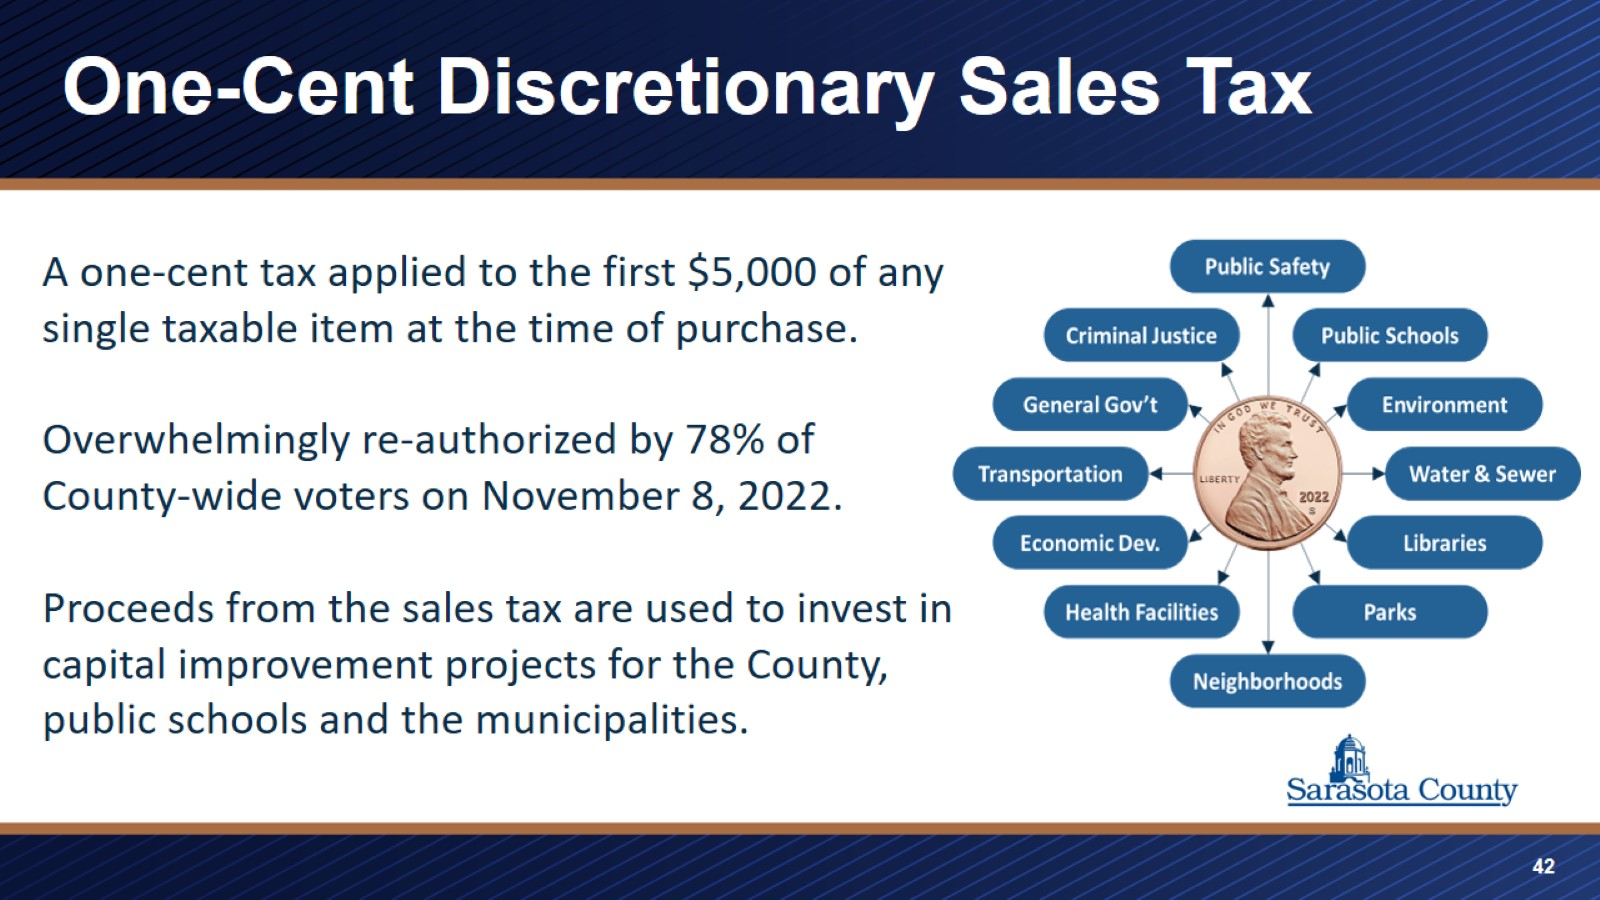 One-Cent Discretionary Sales Tax
A one-cent tax applied to the first $5,000 of any
single taxable item at the time of purchase.
Overwhelmingly re-authorized by 78% of
County-wide voters on November 8, 2022.
Proceeds from the sales tax are used to invest in
capital improvement projects for the County,
public schools and the municipalities.
Public Safety
Criminal Justice
Public Schools
General Gov't
Environment
Transportation
Water & Sewer
Economic Dev.
Libraries
Health Facilities
Parks
Neighborhoods
IN GOD WE TRUST
LIBERTY
2022
S
Sarasota County
42